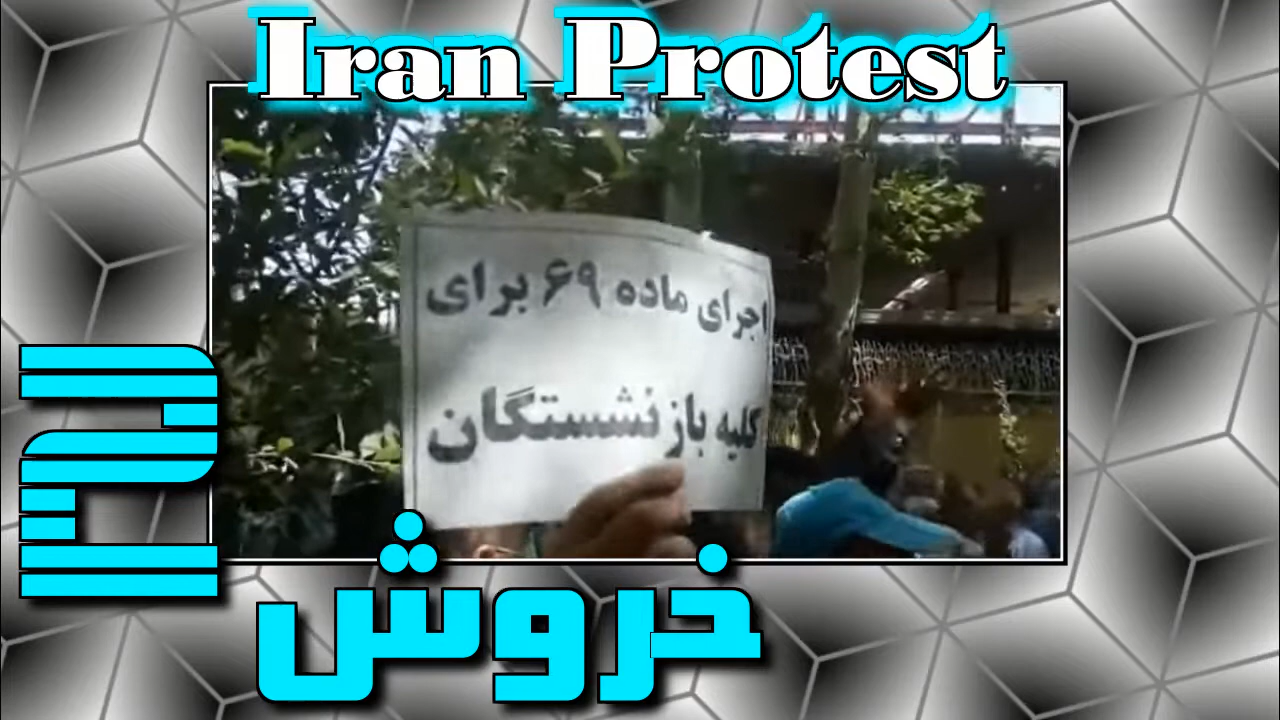 Iran Protest
اجرای ماده ۶۹ برای
کلیه بازنشستگان
خروش